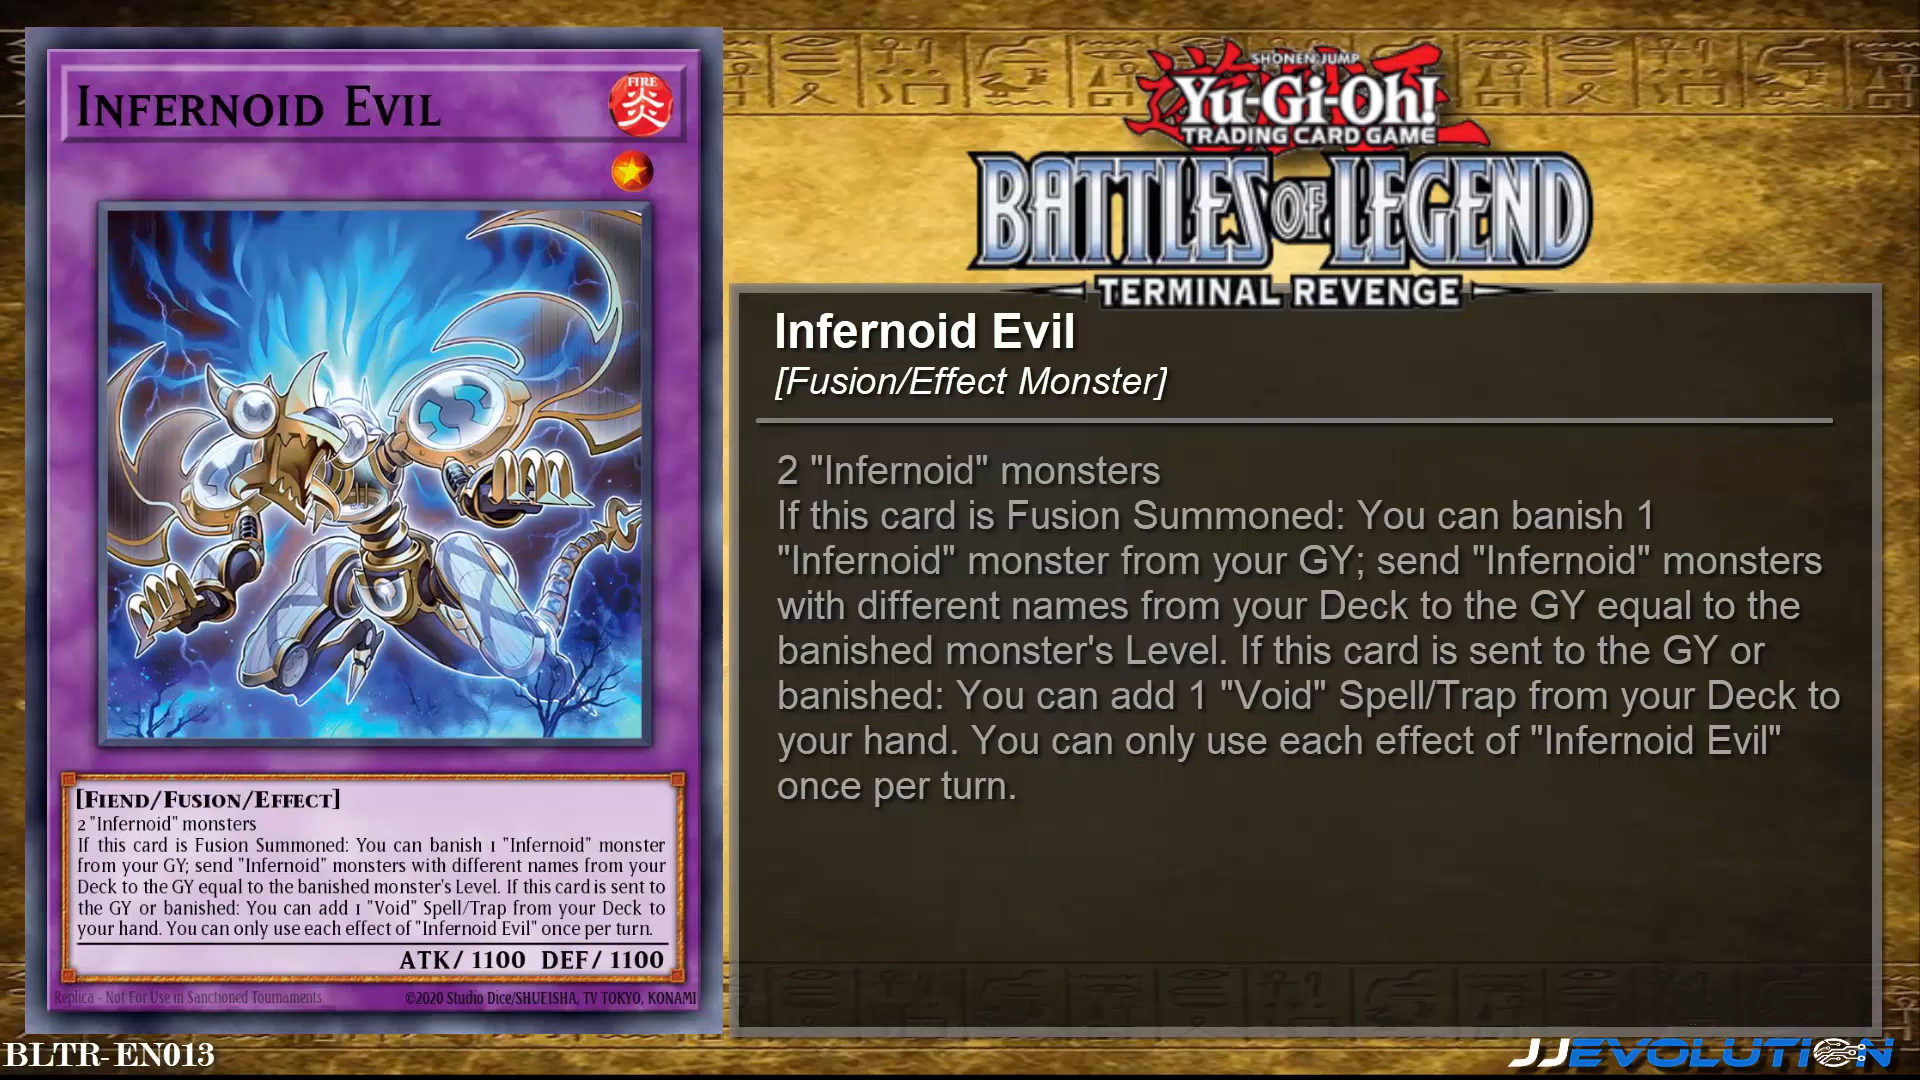 INFERNOID EVIL
FIRE
炎
[FIEND/FUSION/EFFECT]
2 "Infernoid" monsters
If this card is Fusion Summoned: You can banish 1 "Infernoid" monster
from your GY; send "Infernoid" monsters with different names from your
Deck to the GY equal to the banished monster's Level. If this card is sent to
the GY or banished: You can add 1 "Void" Spell/Trap from your Deck to
your hand. You can only use each effect of "Infernoid Evil" once per turn.
ATK/ 1100 DEF/ 1100
Replica - Not For Use in Sanctioned Tournaments
©2020 Studio Dice/SHUEISHA, TV TOKYO, KONAMI
BLTR-EN013
SHONEN JUMP
Yu-Gi-Oh!
TRADING CARD GAME
BATTLES OF LEGEND
TERMINAL REVENGE
Infernoid Evil
[Fusion/Effect Monster]
2 "Infernoid" monsters
If this card is Fusion Summoned: You can banish 1
"Infernoid" monster from your GY; send "Infernoid" monsters
with different names from your Deck to the GY equal to the
banished monster's Level. If this card is sent to the GY or
banished: You can add 1 "Void" Spell/Trap from your Deck to
your hand. You can only use each effect of "Infernoid Evil"
once per turn.
JJEVOLUTION